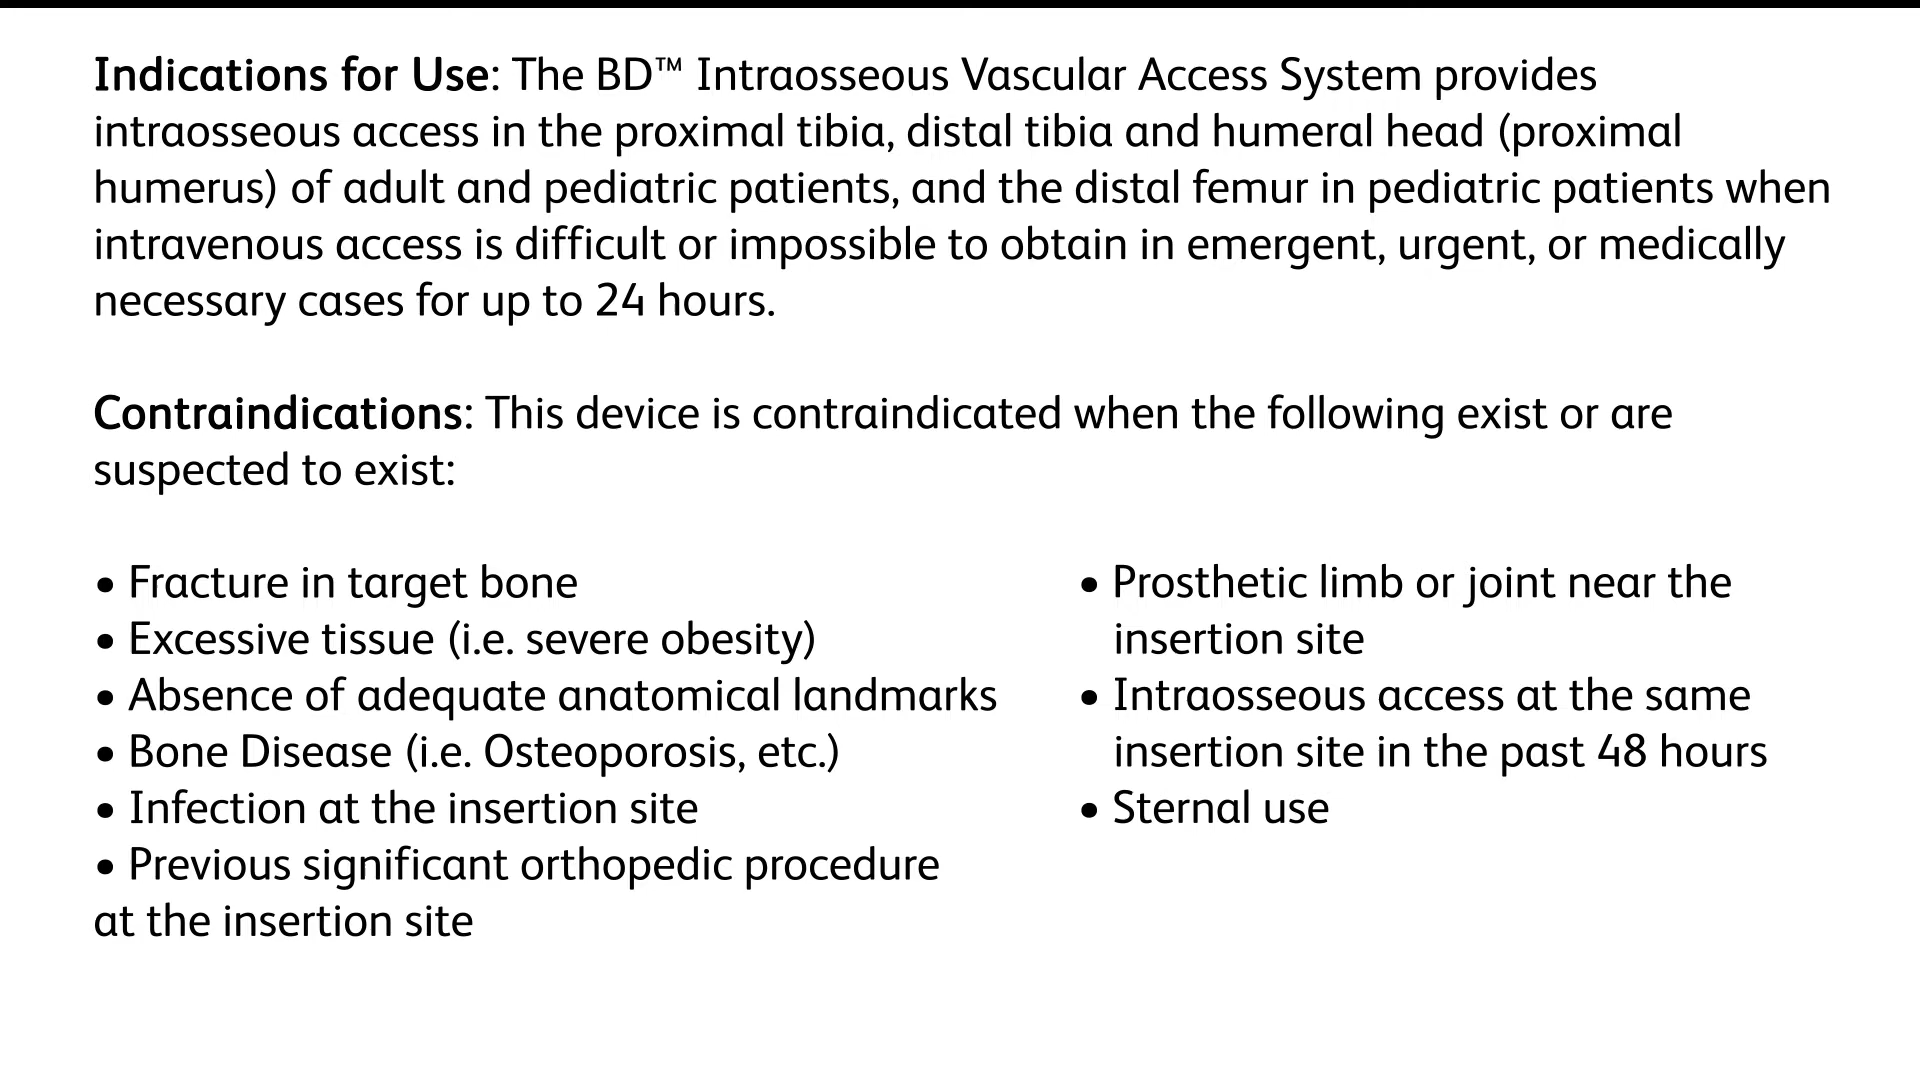 Indications for Use: The BD™ Intraosseous Vascular Access System provides
intraosseous access in the proximal tibia, distal tibia and humeral head (proximal
humerus) of adult and pediatric patients, and the distal femur in pediatric patients when
intravenous access is difficult or impossible to obtain in emergent, urgent, or medically
necessary cases for up to 24 hours.
Contraindications: This device is contraindicated when the following exist or are
suspected to exist:
• Fracture in target bone
• Excessive tissue (i.e. severe obesity)
• Absence of adequate anatomical landmarks
• Bone Disease (i.e. Osteoporosis, etc.)
• Infection at the insertion site
• Previous significant orthopedic procedure
at the insertion site
• Prosthetic limb or joint near the
insertion site
• Intraosseous access at the same
insertion site in the past 48 hours
• Sternal use